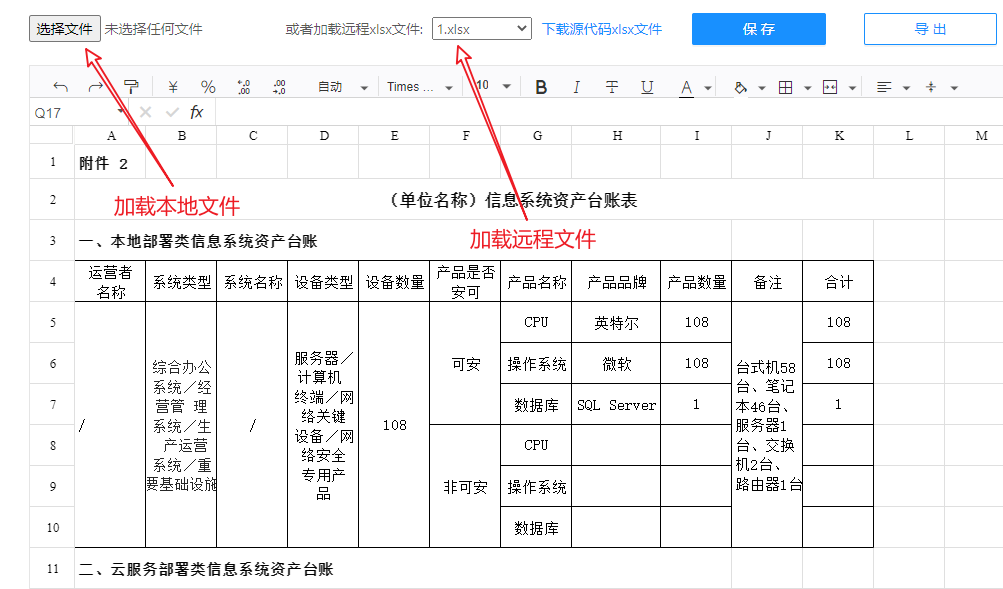 选择文件 未选择任何文件 或者加载远程xlsx文件: 1.xlsx 下载源代码xlsx文件 保 存 导 出
¥ % .0 .00 .00 .0 自动 Times ... 10 B I T U A
Q17 fx
A B C D E F G H I J K L M
1 附件 2
加载本地文件
2 （单位名称）信息系统资产台账表
加载远程文件
3 一、本地部署类信息系统资产台账
4 运营者名称 系统类型 系统名称 设备类型 设备数量 产品是否安可 产品名称 产品品牌 产品数量 备注 合计
5 CPU 英特尔 108 108
6 可安 操作系统 微软 108 108
7 数据库 SQL Server 1 1
/
综合办公
系统／经
营管 理
系统／生
产运营
系统／重
要基础设施
/
服务器／
计算机
终端／网
络关键
设备／网
络安全
专用产
品
108
台式机58
台、笔记
本46台、
服务器1
台、交换
机2台、
路由器1台
8 CPU
9 非可安 操作系统
10 数据库
11 二、云服务部署类信息系统资产台账